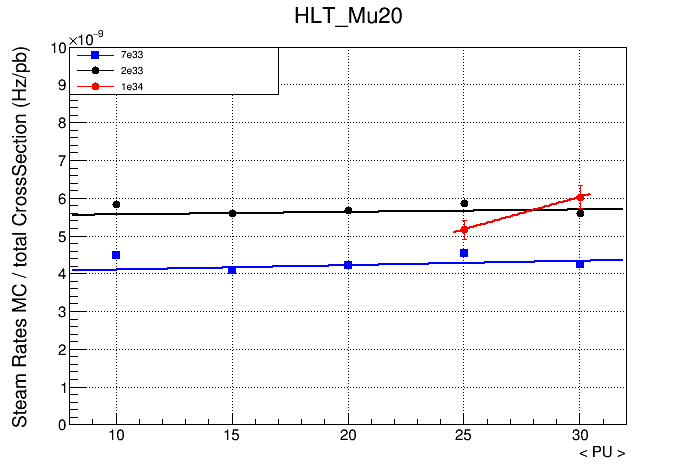 HLT_Mu20
×10⁻⁹
7e33
2e33
1e34
Steam Rates MC / total CrossSection (Hz/pb)
10
9
8
7
6
5
4
3
2
1
0
10 15 20 25 30
< PU >